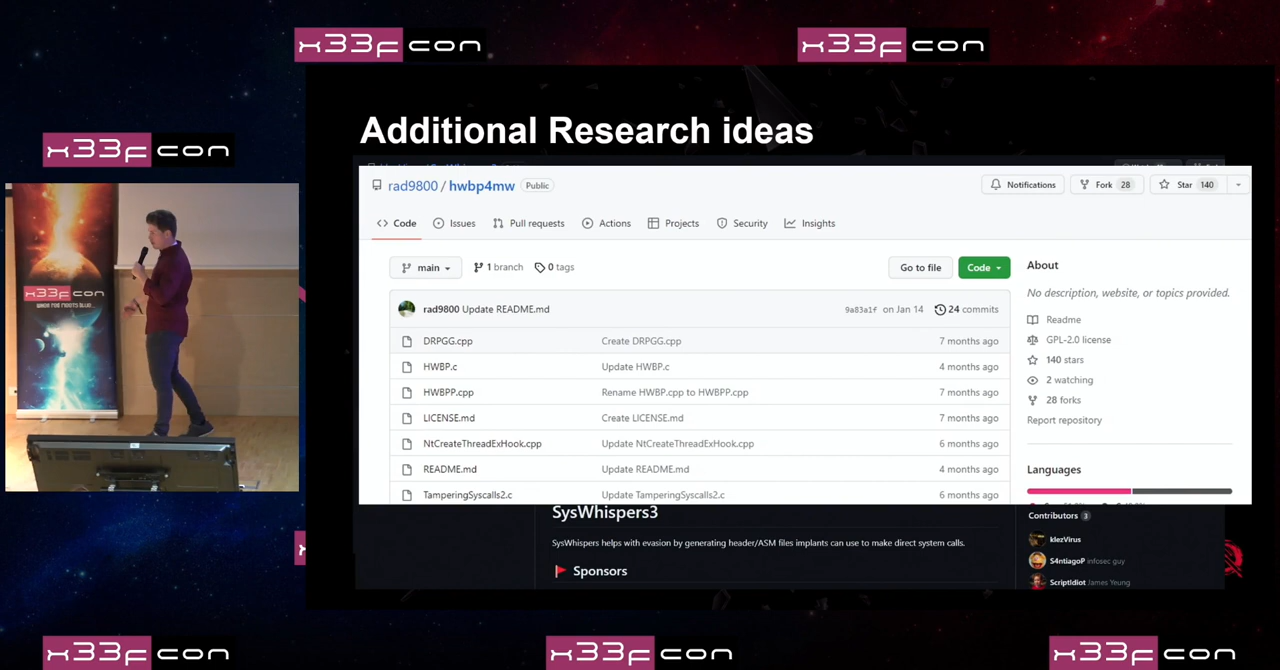 x33fcon
x33fcon
x33fcon
x33fcon
WHEN RED MEETS BLUE...
Additional Research ideas
rad9800 / hwbp4mw Public
Notifications Fork 28 Star 140
Code Issues Pull requests Actions Projects Security Insights
main 1 branch 0 tags Go to file Code
rad9800 Update README.md 9a83a1f on Jan 14 24 commits
DRPGG.cpp Create DRPGG.cpp 7 months ago
HWBP.c Update HWBP.c 4 months ago
HWBPP.cpp Rename HWBP.cpp to HWBPP.cpp 7 months ago
LICENSE.md Create LICENSE.md 7 months ago
NtCreateThreadExHook.cpp Update NtCreateThreadExHook.cpp 6 months ago
README.md Update README.md 4 months ago
TamperingSyscalls2.c Update TamperingSyscalls2.c 6 months ago
About
No description, website, or topics provided.
Readme
GPL-2.0 license
140 stars
2 watching
28 forks
Report repository
Languages
SysWhispers3
SysWhispers helps with evasion by generating header/ASM files implants can use to make direct system calls.
Sponsors
Contributors 3
klezVirus
S4ntiagoP infosec guy
ScriptIdiot James Yeung
x33fcon
x33fcon
x33fcon